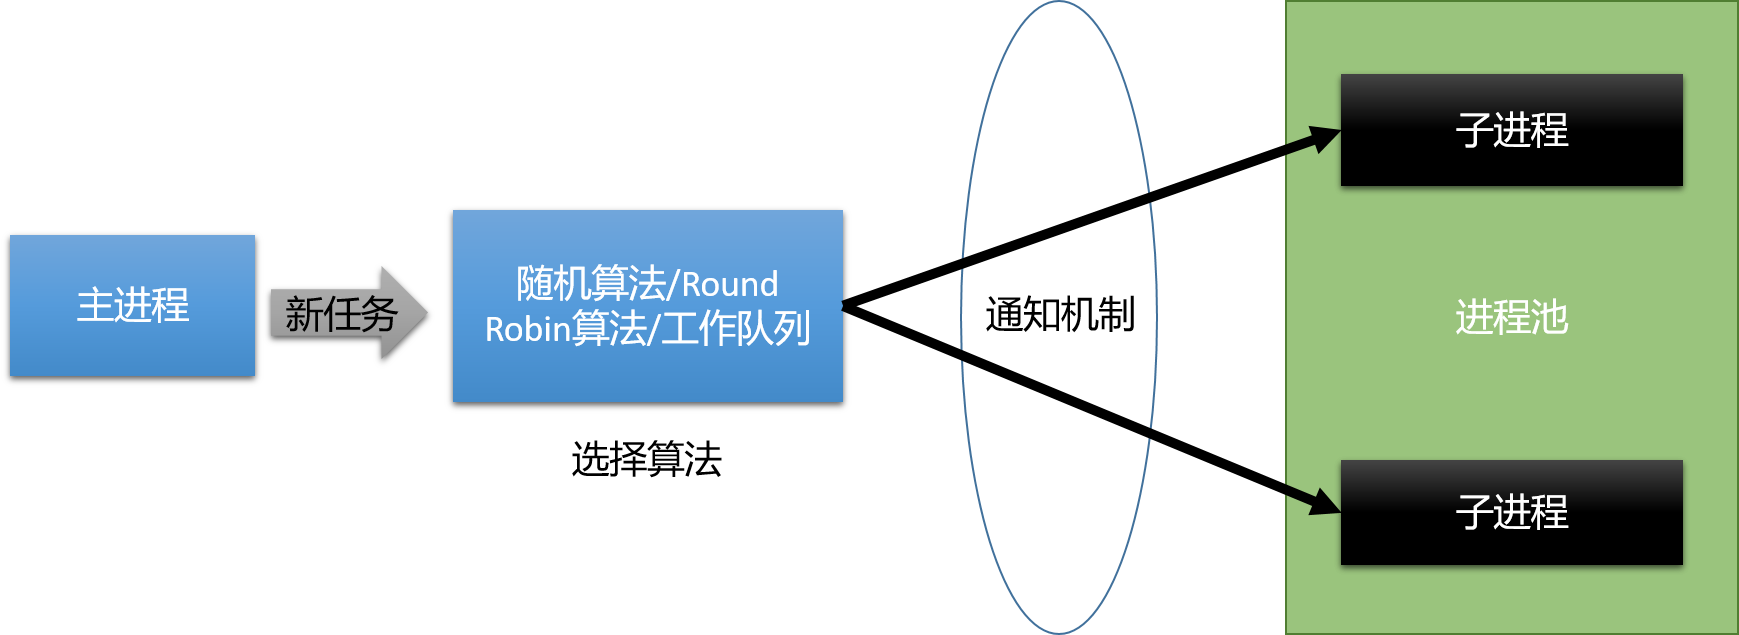 主进程
新任务
随机算法/Round
Robin算法/工作队列
选择算法
通知机制
子进程
进程池
子进程